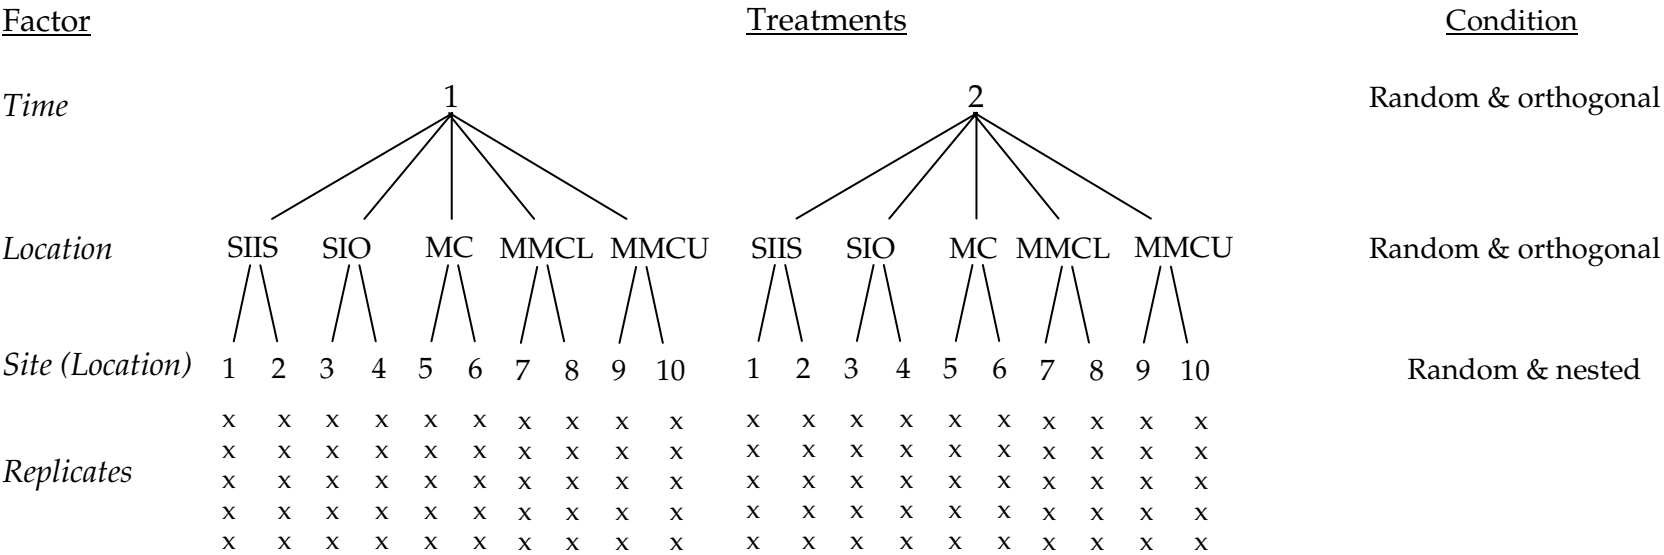 Factor Treatments Condition
Time 1 2 Random & orthogonal
Location SIIS SIO MC MMCL MMCU SIIS SIO MC MMCL MMCU Random & orthogonal
Site (Location) 1 2 3 4 5 6 7 8 9 10 1 2 3 4 5 6 7 8 9 10 Random & nested
x x x x x x x x x x x x x x x x x x x x
x x x x x x x x x x x x x x x x x x x x
Replicates x x x x x x x x x x x x x x x x x x x x
x x x x x x x x x x x x x x x x x x x x
x x x x x x x x x x x x x x x x x x x x